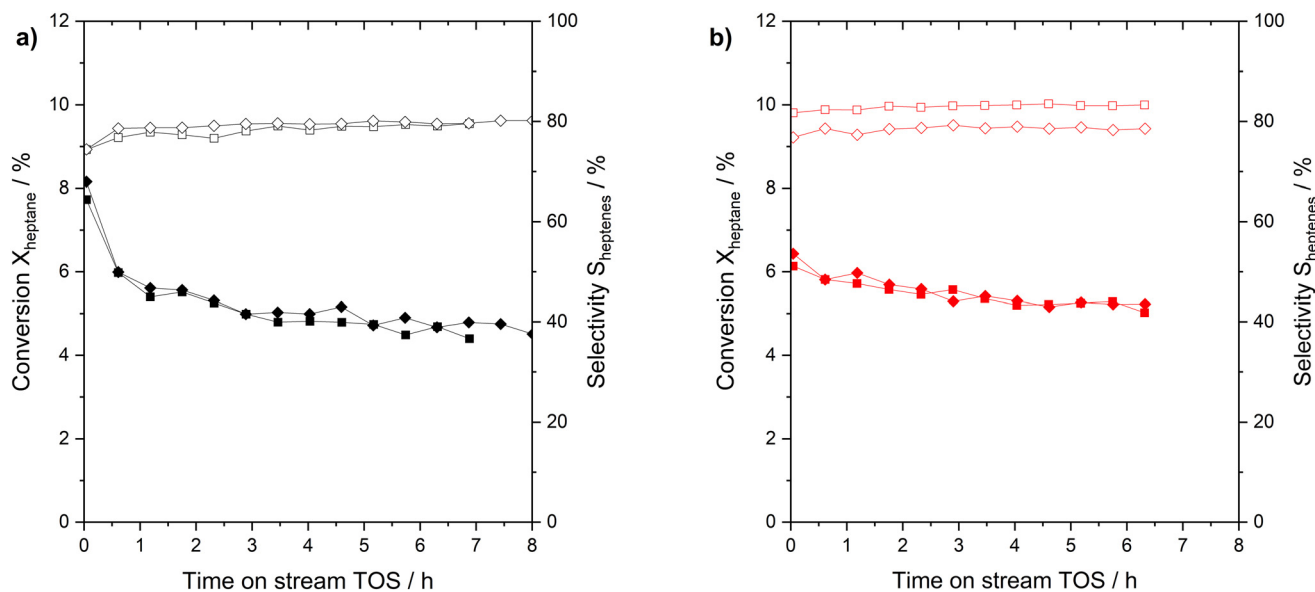 a)
12
10
8
6
4
2
0
Conversion X_heptane / %
100
80
60
40
20
0
Selectivity S_heptenes / %
0 1 2 3 4 5 6 7 8
Time on stream TOS / h
b)
12
10
8
6
4
2
0
Conversion X_heptane / %
100
80
60
40
20
0
Selectivity S_heptenes / %
0 1 2 3 4 5 6 7 8
Time on stream TOS / h